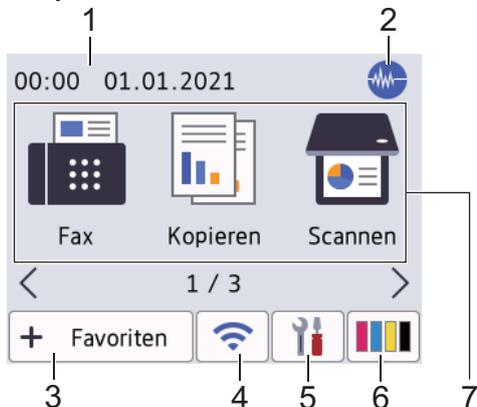 1 2
00:00 01.01.2021
Fax Kopieren Scannen
1 / 3
+ Favoriten
3 4 5 6 7